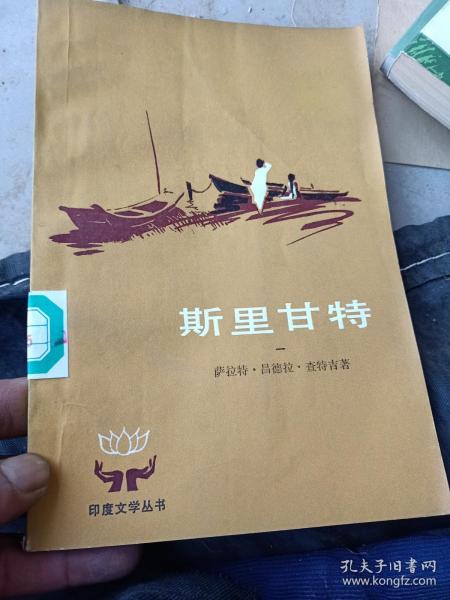 斯里甘特
一
萨拉特·昌德拉·查特吉著
印度文学丛书
孔夫子旧书网
www.kongfz.com